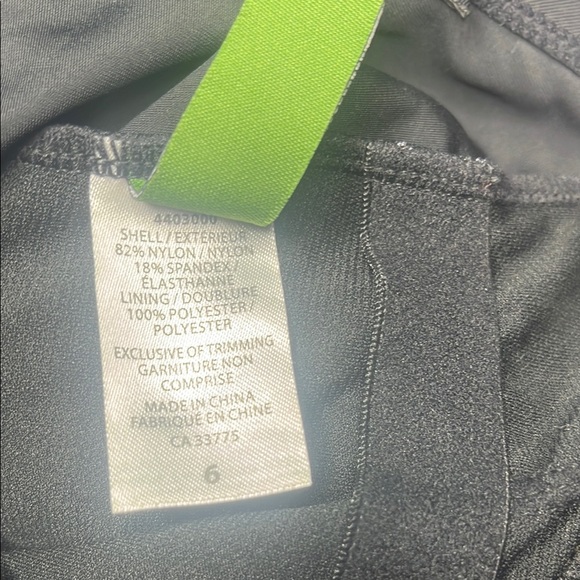 4403000
SHELL / EXTÉRIEUR
82% NYLON / NYLON
18% SPANDEX /
ÉLASTHANNE
LINING / DOUBLURE
100% POLYESTER /
POLYESTER
EXCLUSIVE OF TRIMMING
GARNITURE NON
COMPRISE
MADE IN CHINA
FABRIQUÉ EN CHINE
CA 33775
6